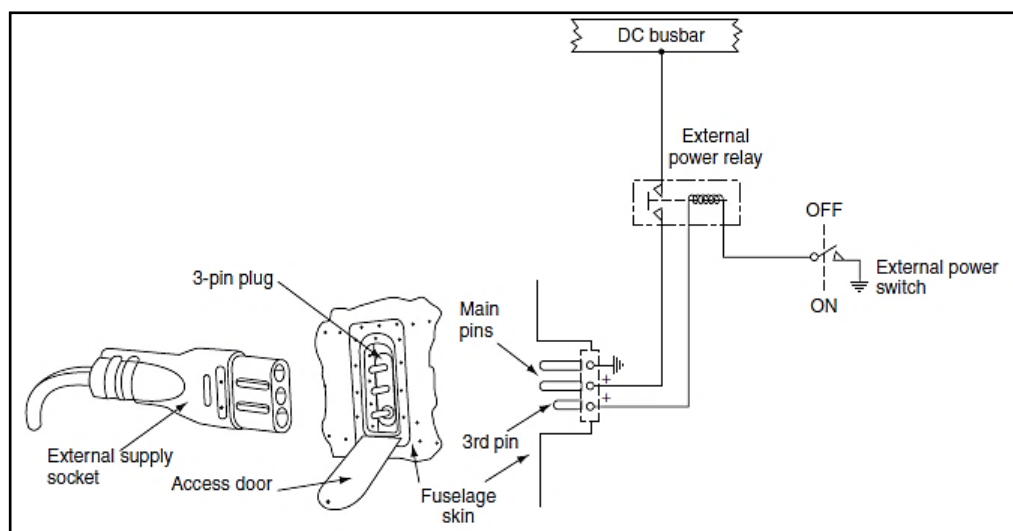 DC busbar
External
power relay
OFF
External power
switch
ON
3-pin plug
Main
pins
+
+
3rd pin
External supply
socket
Access door
Fuselage
skin